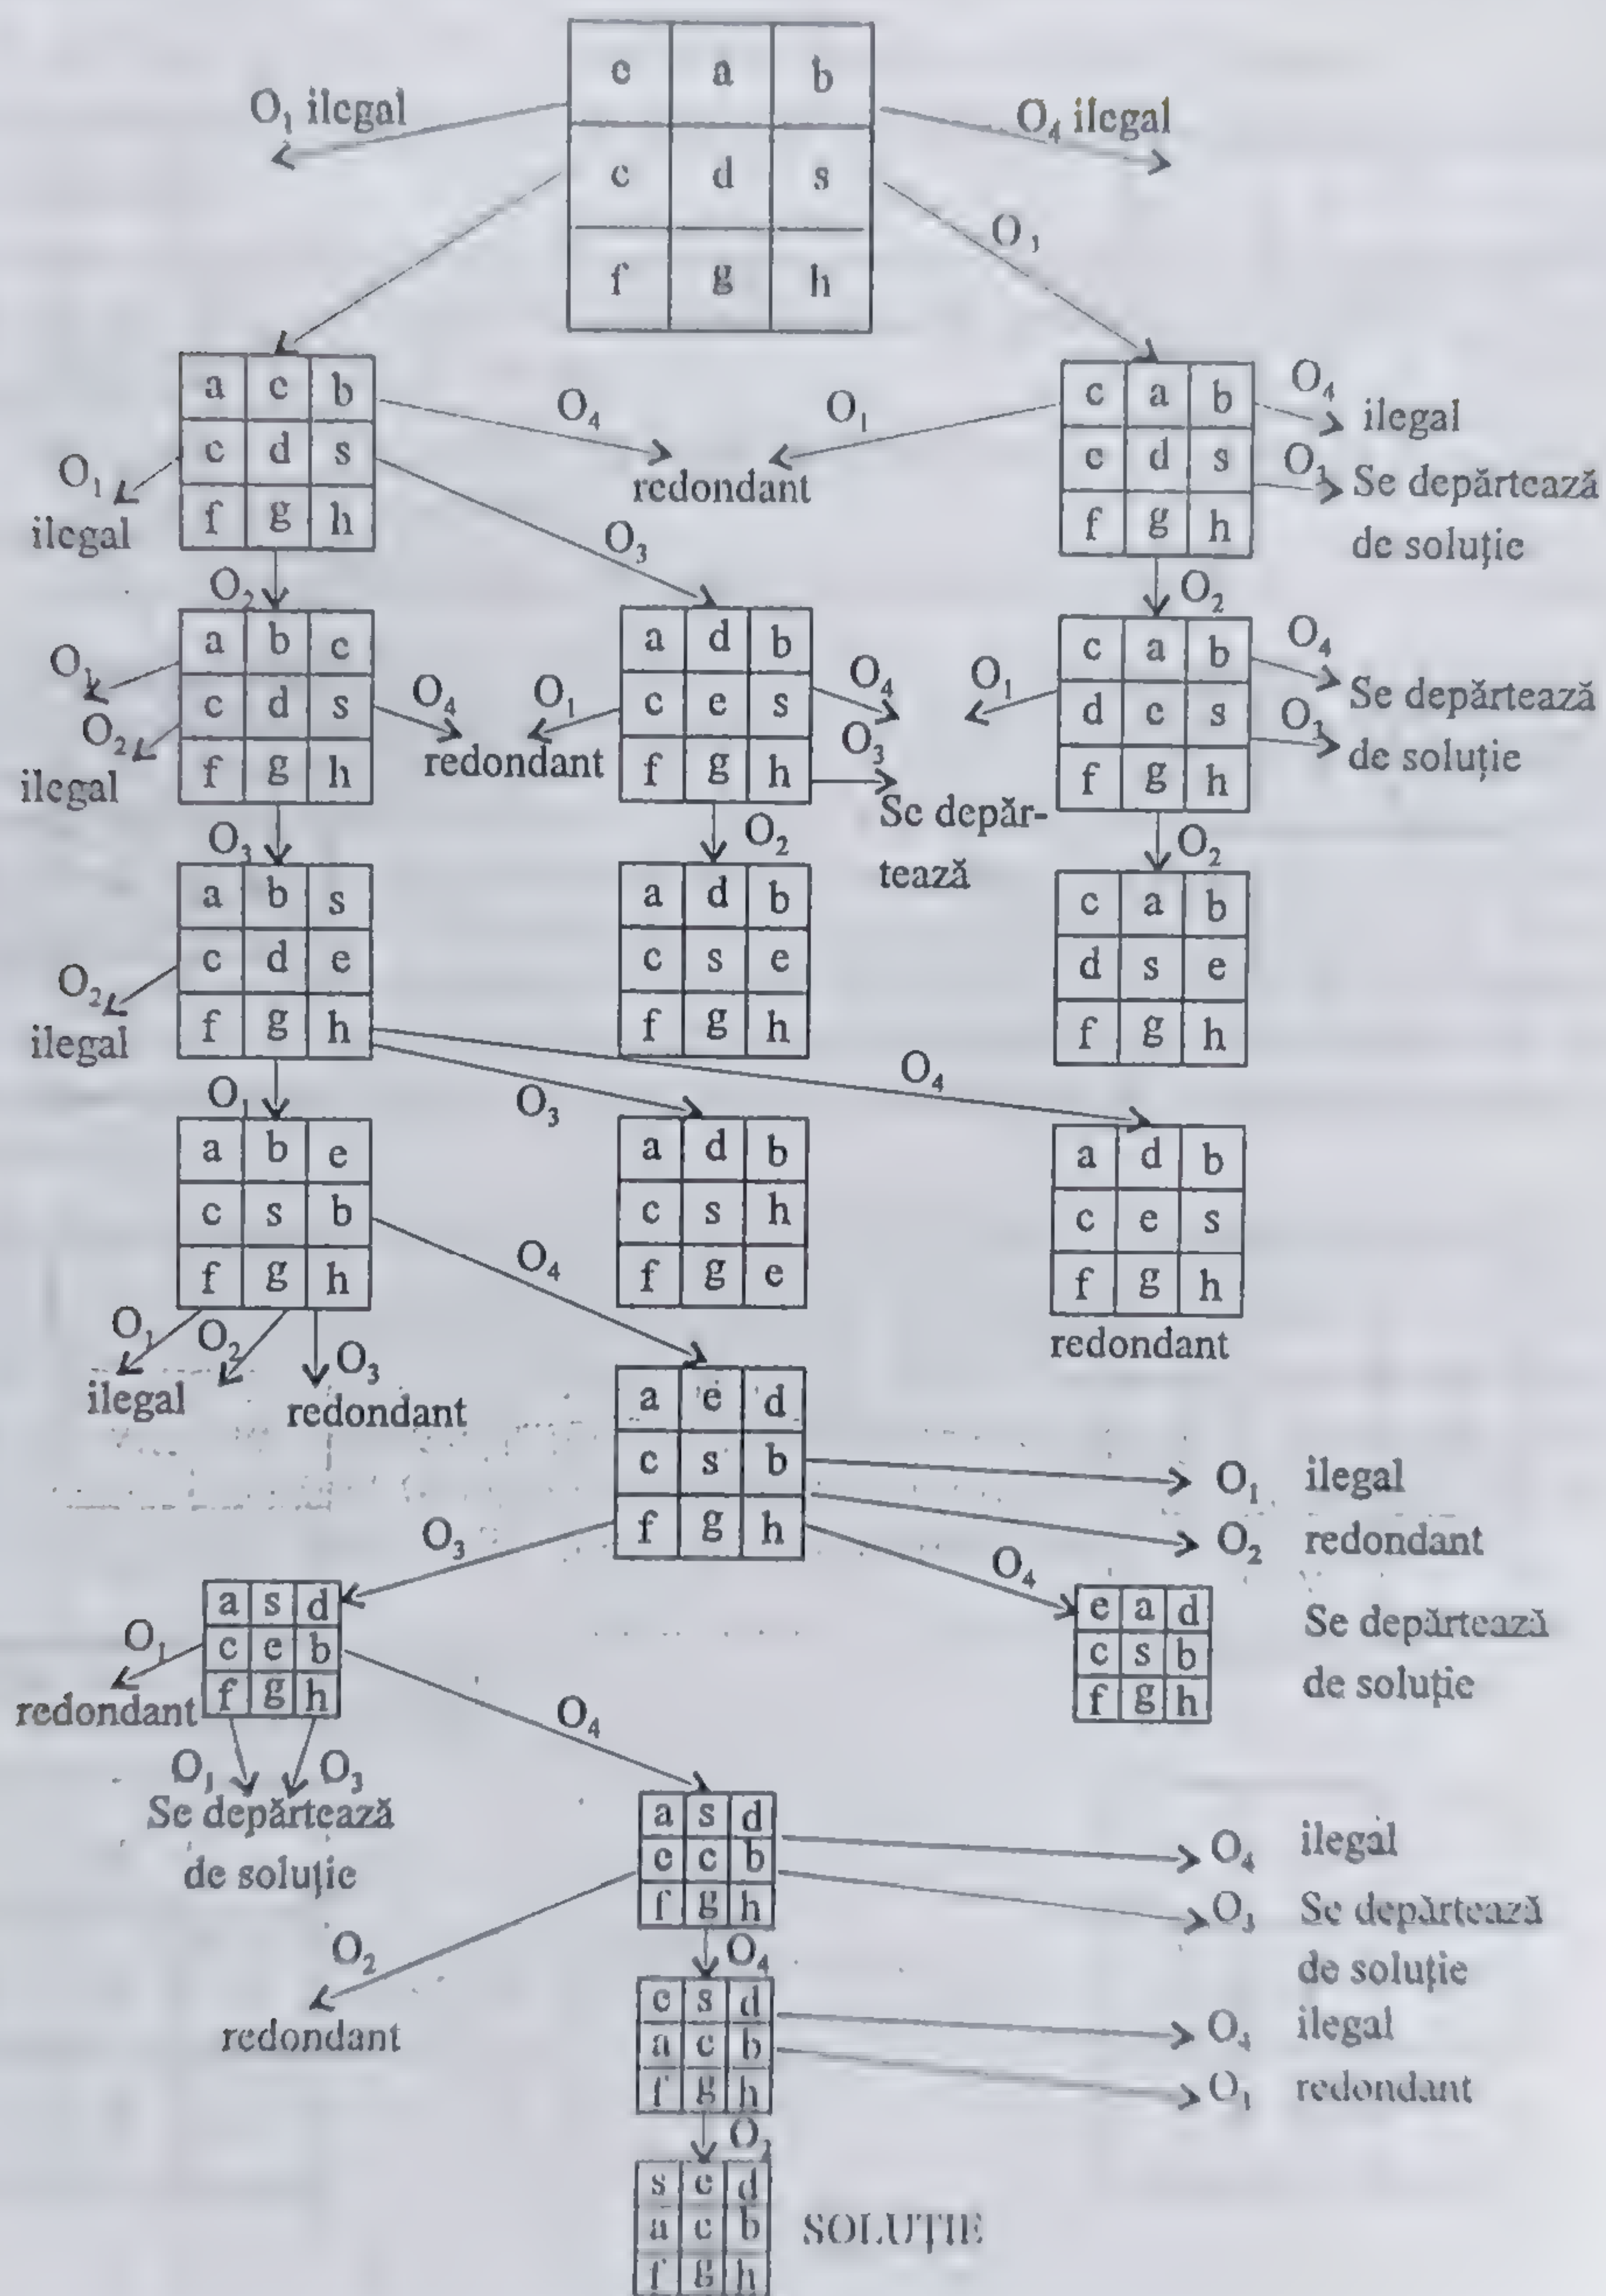 e a b
O₁ ilegal
O₄ ilegal
c d s
O₃
f g h
a e b
c a b
O₄
O₄
O₁
ilegal
c d s
e d s
O₁
redondant
O₃
Se depărtează
f g h
f g h
ilegal
de soluție
O₃
O₂
O₂
a b e
a d b
c a b
O₄
O₁
O₄
O₁
O₄
O₁
Se depărtează
c d s
c e s
d e s
O₂
O₃
O₃
redondant
de soluție
f g h
f g h
f g h
ilegal
Se depăr-
O₃
O₂
O₂
tează
a b s
a d b
c a b
c d e
c s e
d s e
O₂
f g h
f g h
f g h
ilegal
O₄
O₁
O₃
a b e
a d b
a d b
c s b
c s h
c e s
O₄
f g h
f g e
f g h
O₁
O₂
O₃
redondant
ilegal
redondant
a e d
c s b
O₁ ilegal
f g h
O₃
O₂ redondant
O₄
a s d
e a d
Se depărtează
O₁
c e b
c s b
de soluție
redondant
f g h
f g h
O₄
O₁
O₃
Se depărtează
a s d
O₄ ilegal
de soluție
e c b
f g h
O₃ Se depărtează
O₂
O₄
de soluție
redondant
e s d
O₄ ilegal
a c b
f g h
O₁ redondant
s e d
a c b
SOLUȚIE
f g h